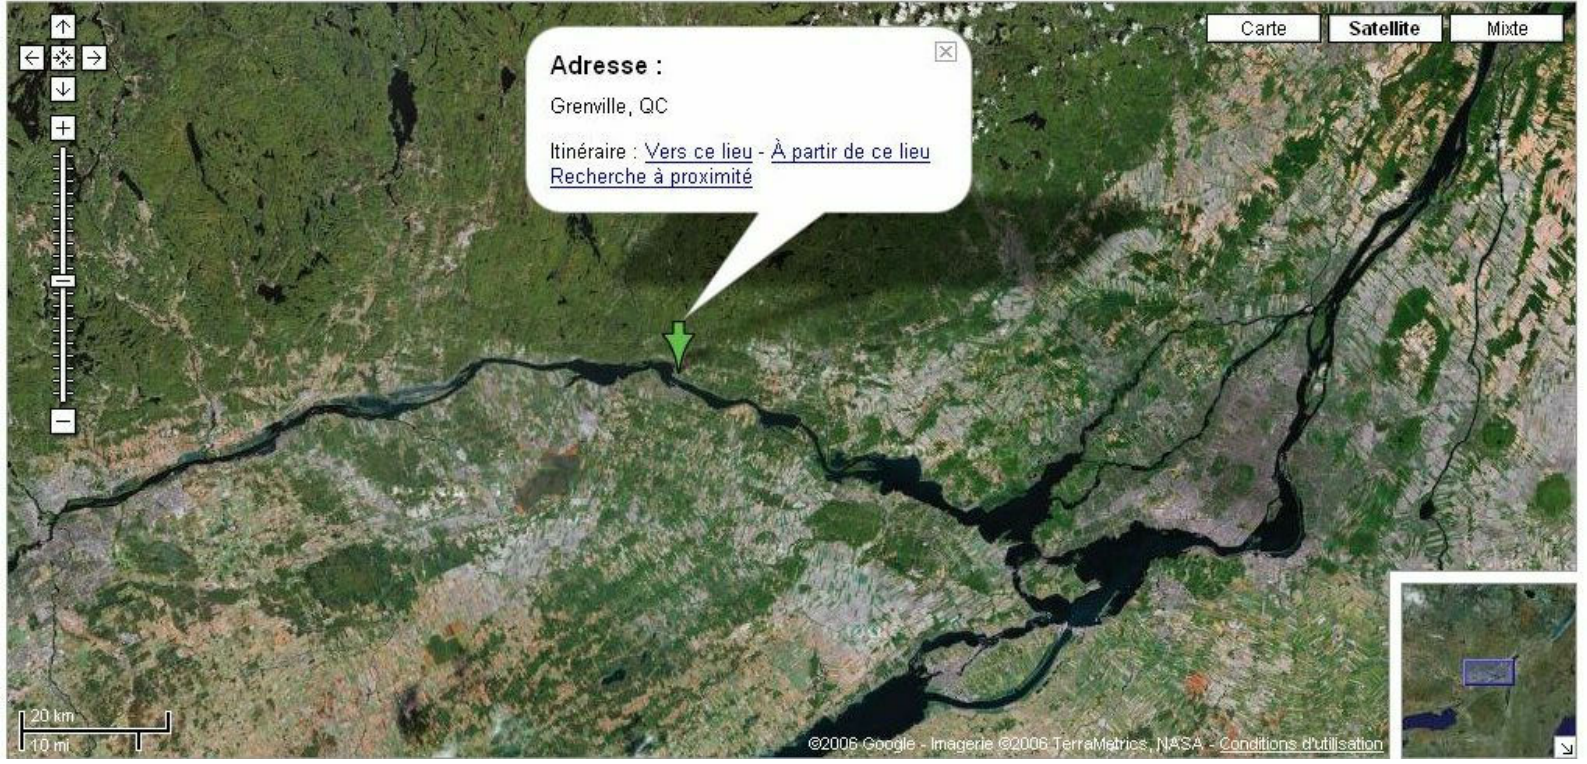 Carte
Satellite
Mixte
Adresse :
Grenville, QC
Itinéraire : Vers ce lieu - À partir de ce lieu
Recherche à proximité
20 km
10 mi
©2006 Google - Imagerie ©2006 TerraMetrics, NASA - Conditions d'utilisation